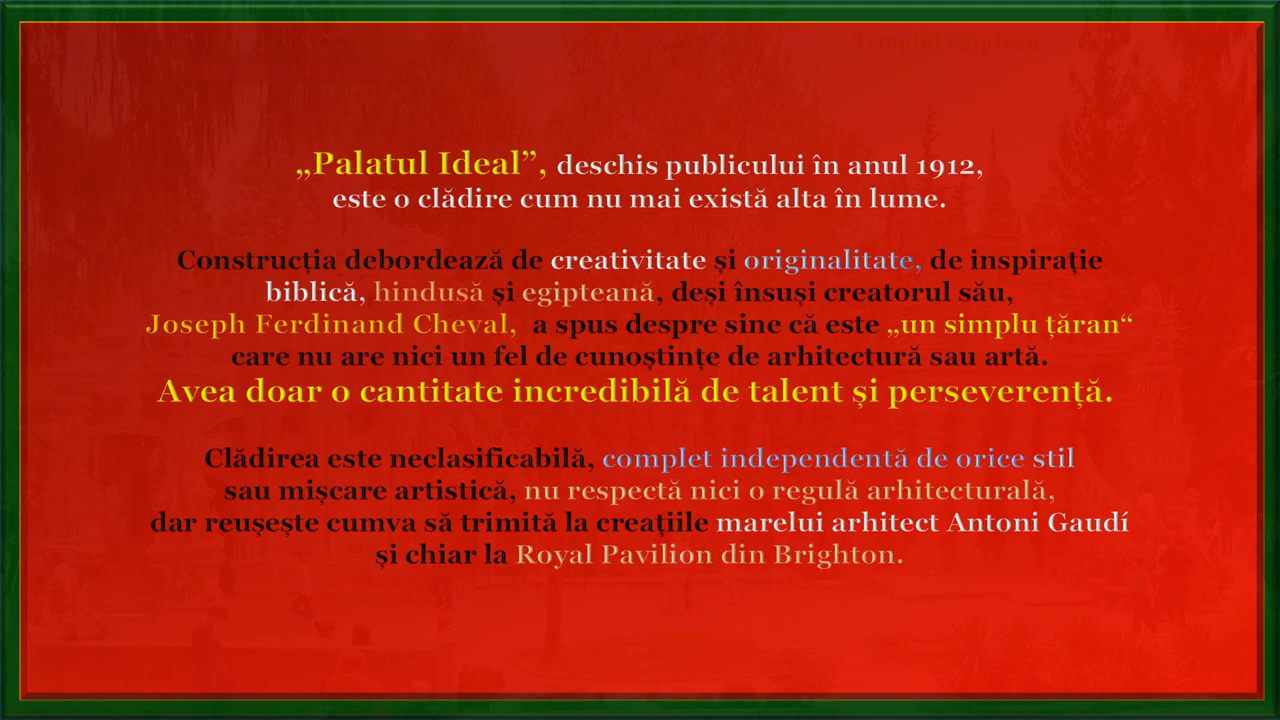 Templul egiptean
„Palatul Ideal”, deschis publicului în anul 1912,
este o clădire cum nu mai există alta în lume.
Construcția debordează de creativitate și originalitate, de inspirație
biblică, hindusă și egipteană, deși însuși creatorul său,
Joseph Ferdinand Cheval, a spus despre sine că este „un simplu țăran“
care nu are nici un fel de cunoștințe de arhitectură sau artă.
Avea doar o cantitate incredibilă de talent și perseverență.
Clădirea este neclasificabilă, complet independentă de orice stil
sau mișcare artistică, nu respectă nici o regulă arhitecturală,
dar reușește cumva să trimită la creațiile marelui arhitect Antoni Gaudí
și chiar la Royal Pavilion din Brighton.